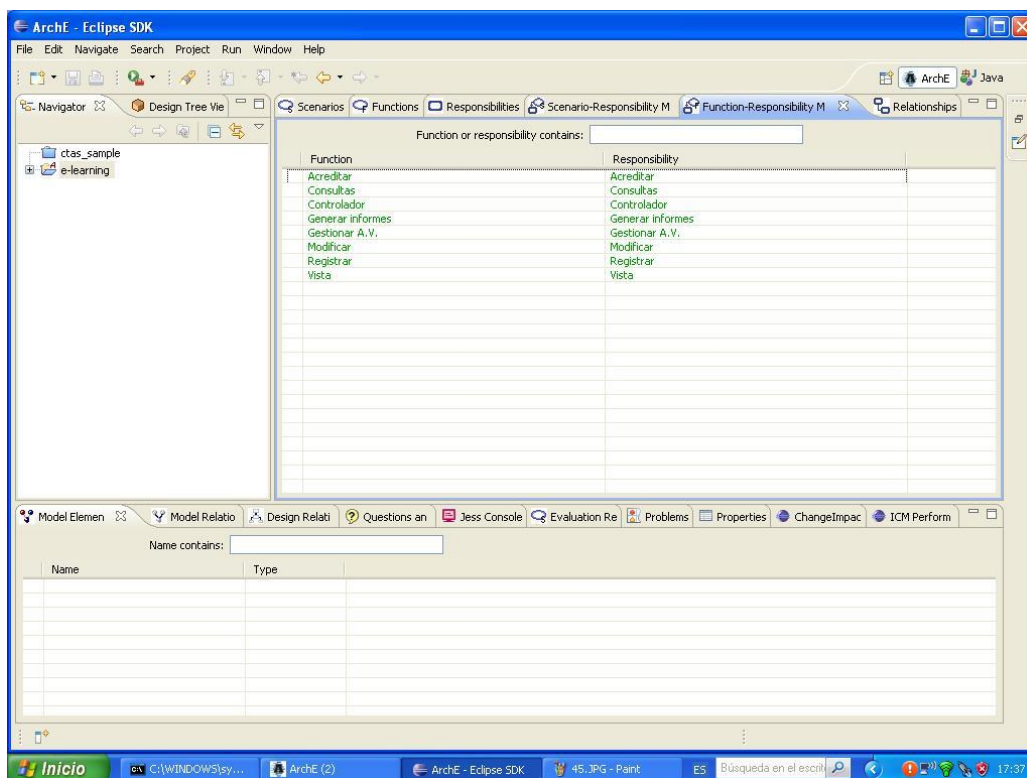 ArchE - Eclipse SDK
File Edit Navigate Search Project Run Window Help
ArchE Java
Navigator Design Tree Vie Scenarios Functions Responsibilities Scenario-Responsibility M Function-Responsibility M Relationships
Function or responsibility contains:
ctas_sample
e-learning
Function Responsibility
Acreditar Acreditar
Consultas Consultas
Controlador Controlador
Generar informes Generar informes
Gestionar A.V. Gestionar A.V.
Modificar Modificar
Registrar Registrar
Vista Vista
Model Elemen Model Relatio Design Relati Questions an Jess Console Evaluation Re Problems Properties ChangeImpac ICM Perform
Name contains:
Name Type
Inicio C:\WINDOWS\sy... ArchE (2) ArchE - Eclipse SDK 45.JPG - Paint ES Búsqueda en el escrit 17:37